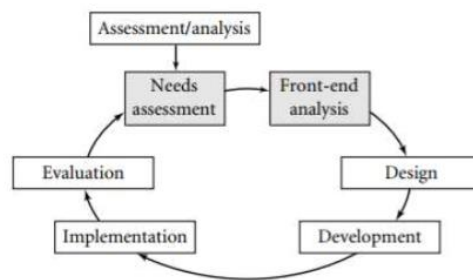 Assessment/analysis
Needs
assessment
Front-end
analysis
Evaluation
Design
Implementation
Development